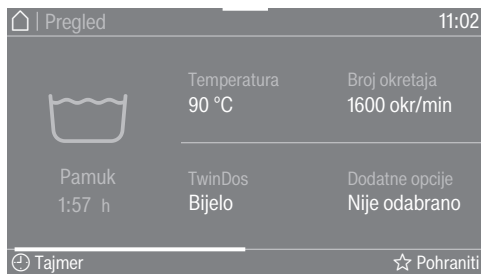 | Pregled 11:02
Temperatura
90 °C
Broj okretaja
1600 okr/min
Pamuk
1:57 h
TwinDos
Bijelo
Dodatne opcije
Nije odabrano
Tajmer
Pohraniti